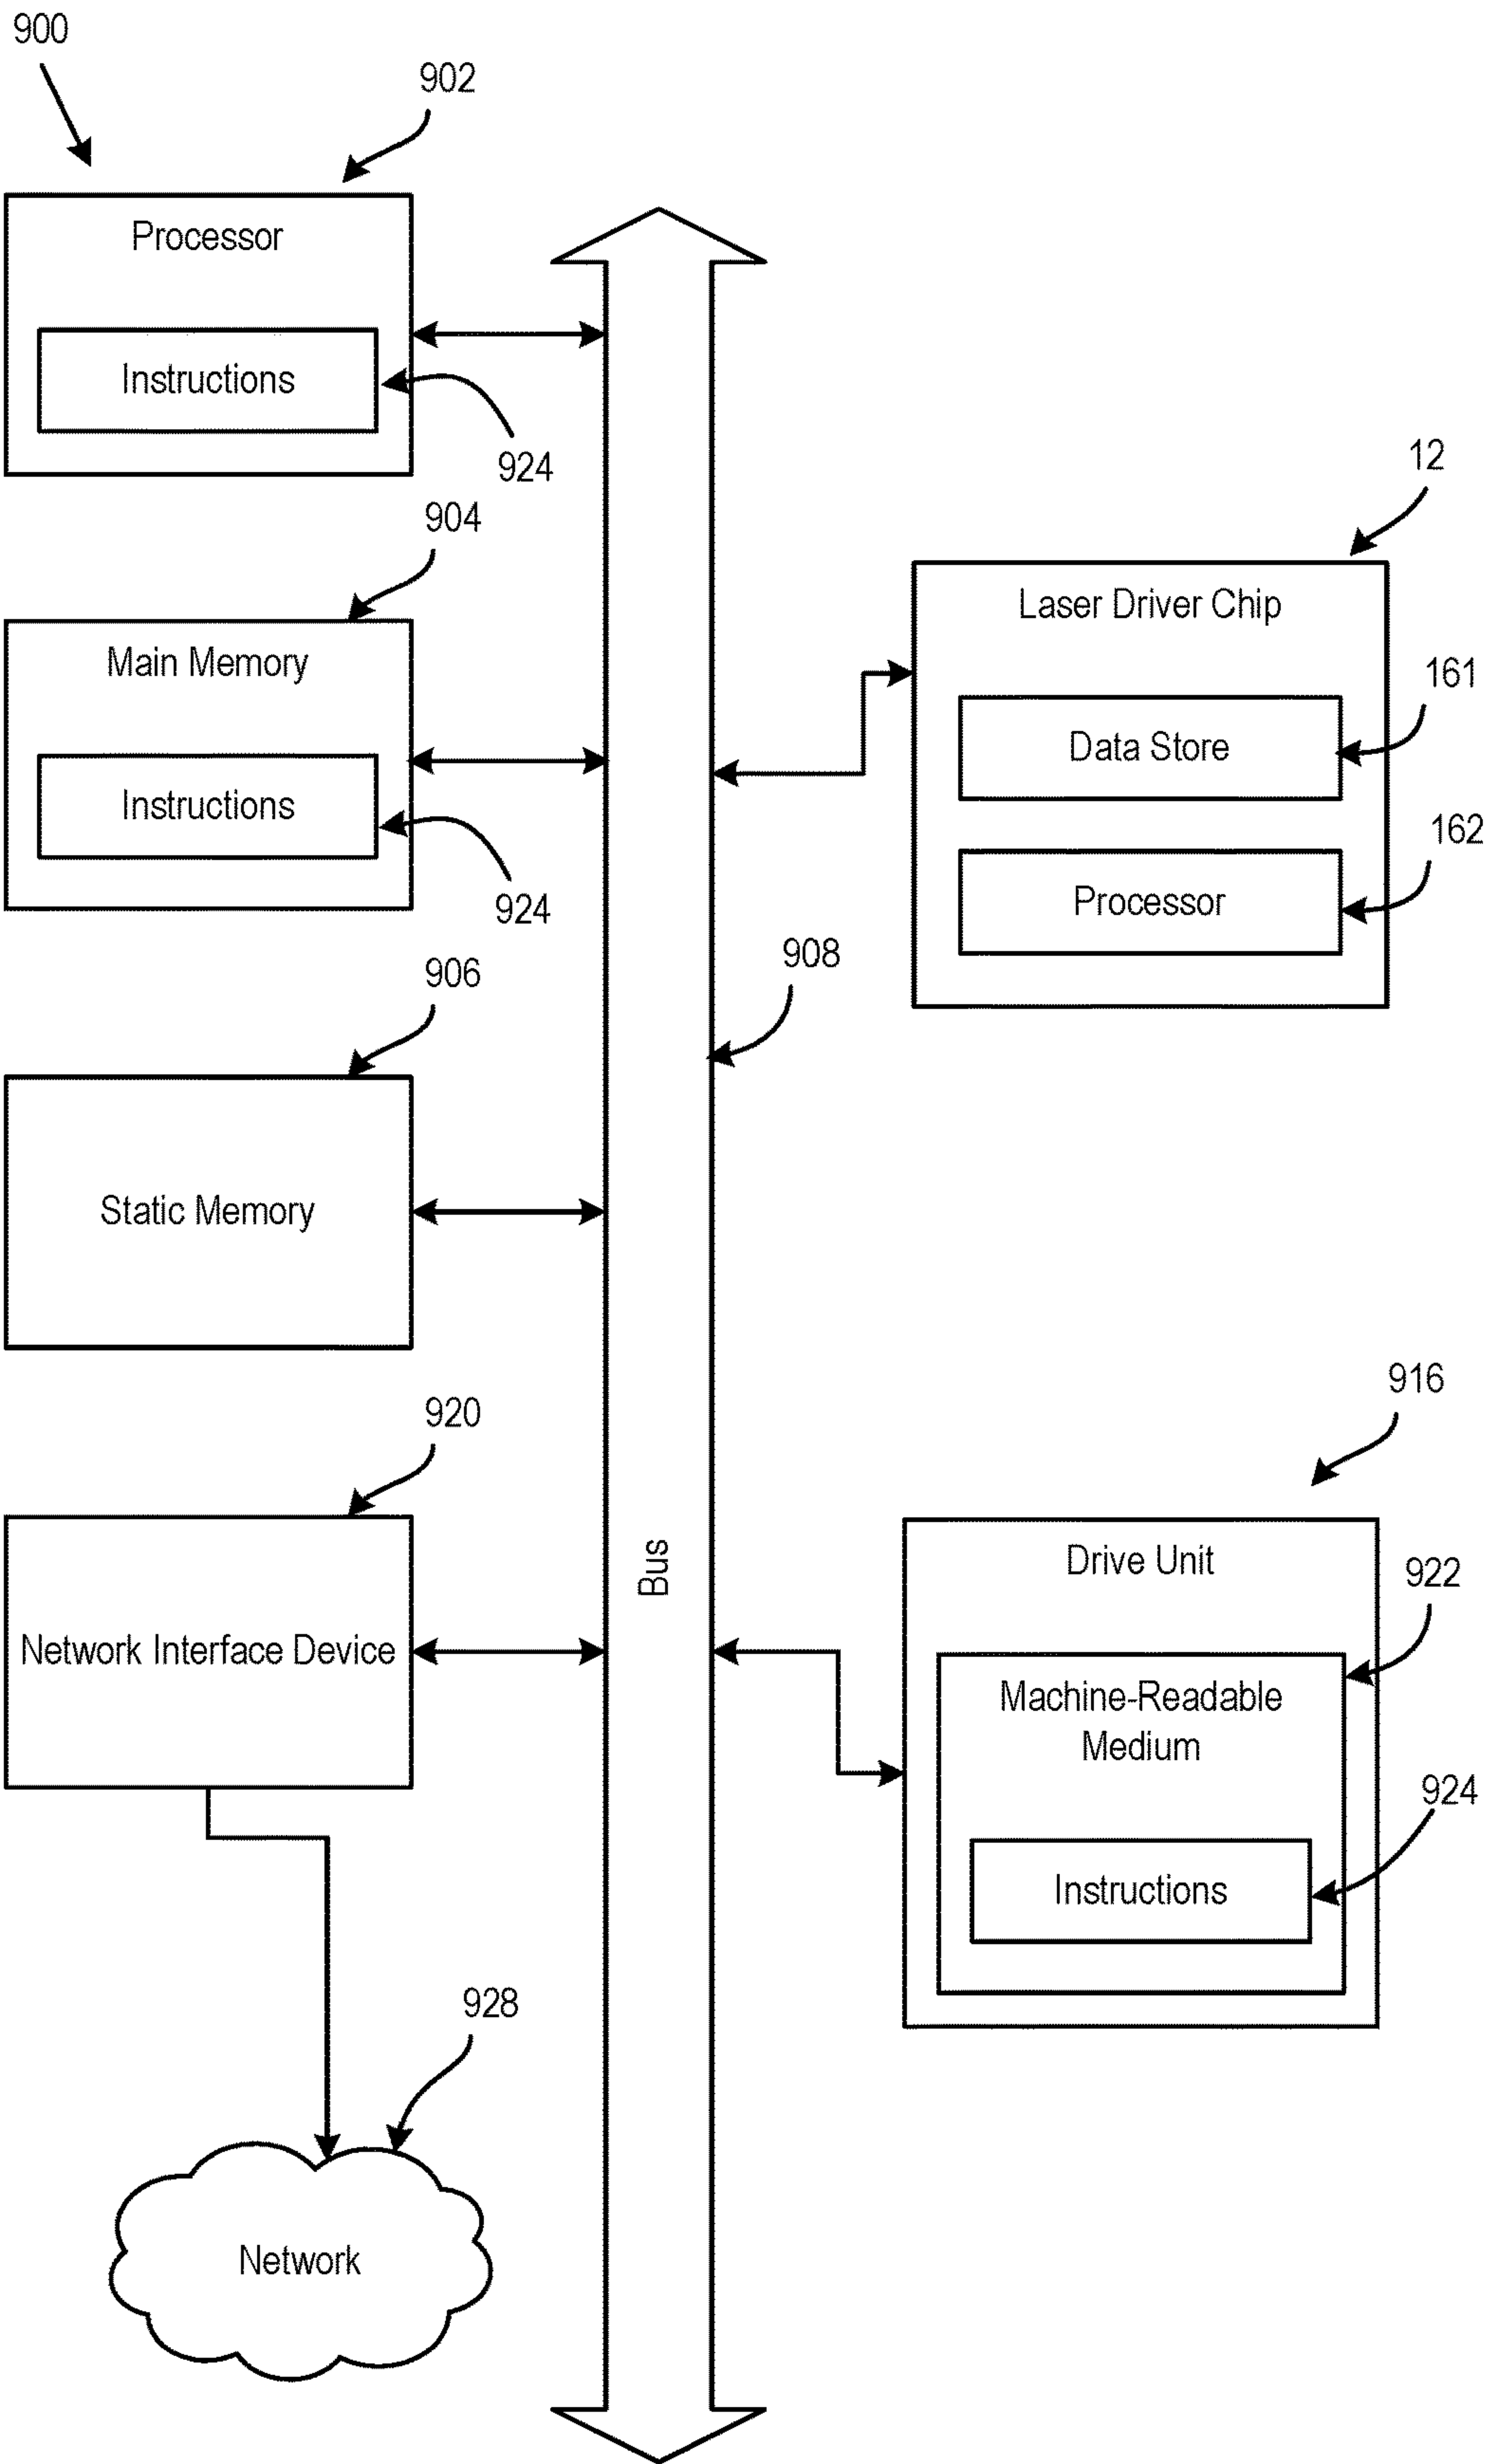 900
902
Processor
Instructions
924
904
Main Memory
Instructions
924
906
Static Memory
920
Network Interface Device
928
Network
908
Bus
12
Laser Driver Chip
161
Data Store
162
Processor
916
Drive Unit
922
Machine-Readable
Medium
924
Instructions